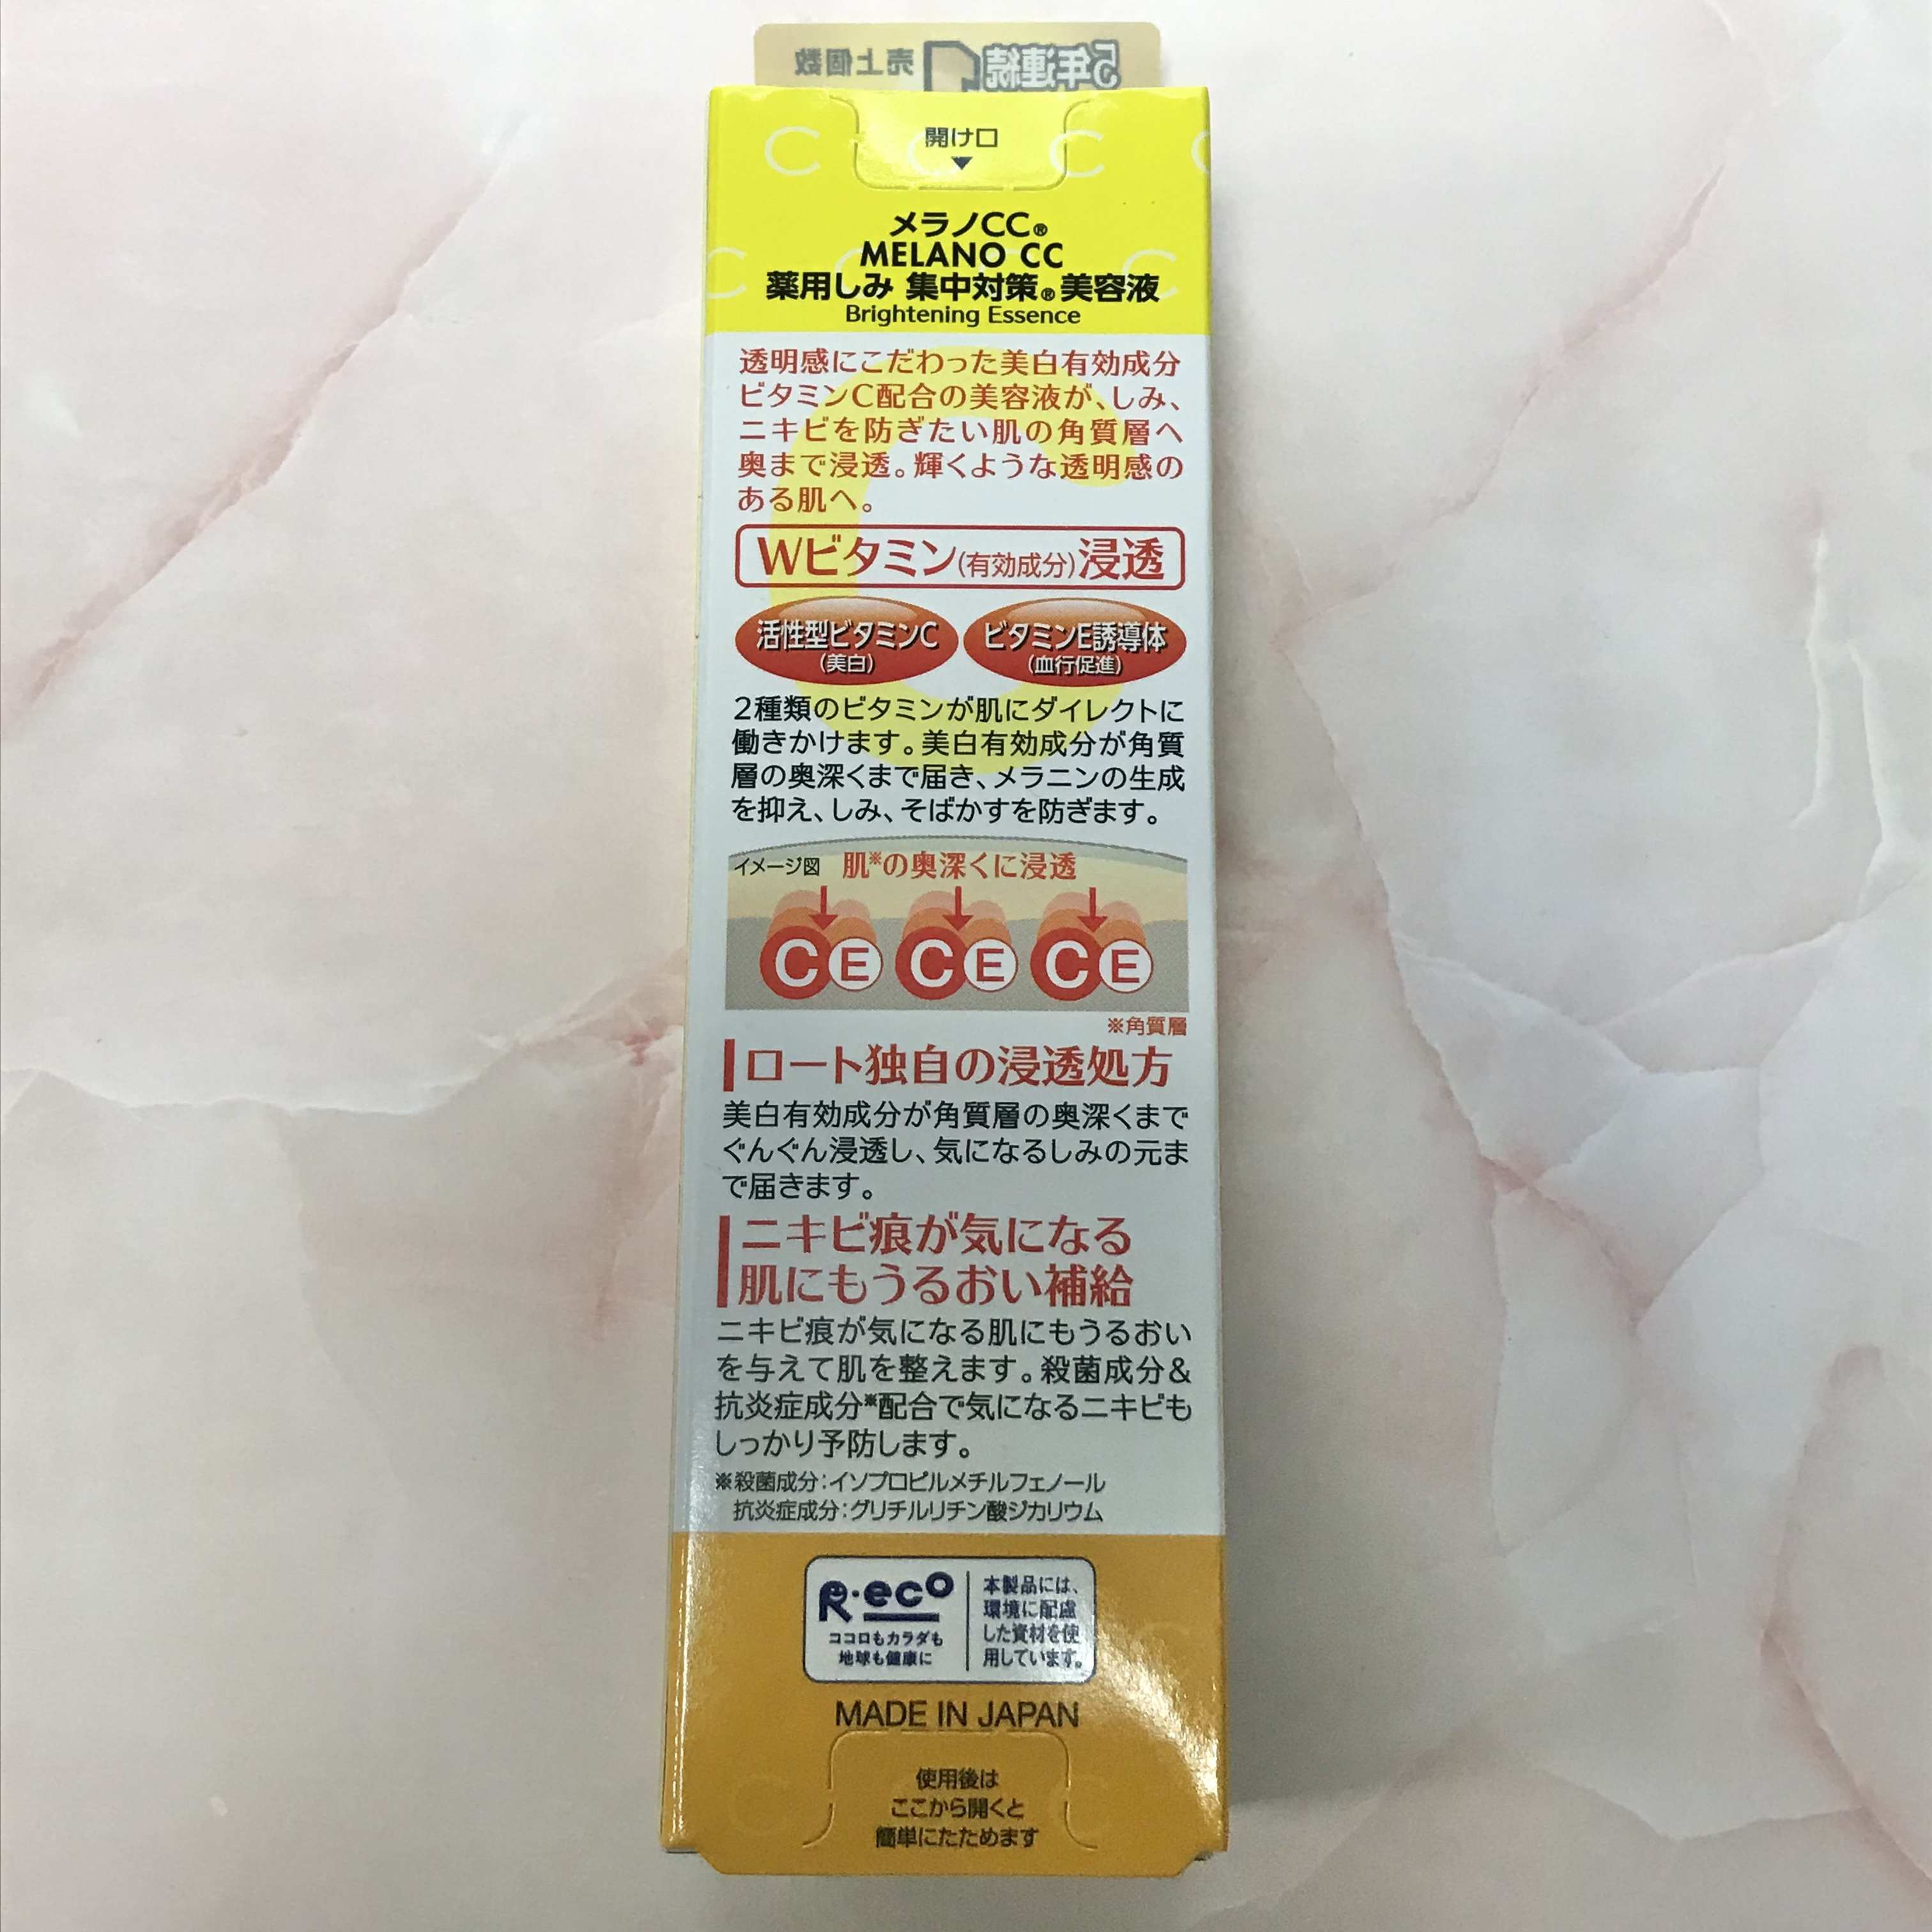 5年連続
売上個数
開け口
メラノCC®
MELANO CC
薬用しみ 集中対策®美容液
Brightening Essence
透明感にこだわった美白有効成分
ビタミンC配合の美容液が、しみ、
ニキビを防ぎたい肌の角質層へ
奥まで浸透。輝くような透明感の
ある肌へ。
Wビタミン(有効成分)浸透
活性型ビタミンC
(美白)
ビタミンE誘導体
(血行促進)
2種類のビタミンが肌にダイレクトに
働きかけます。美白有効成分が角質
層の奥深くまで届き、メラニンの生成
を抑え、しみ、そばかすを防ぎます。
イメージ図 肌※の奥深くに浸透
C E C E C E
※角質層
ロート独自の浸透処方
美白有効成分が角質層の奥深くまで
ぐんぐん浸透し、気になるしみの元ま
で届きます。
ニキビ痕が気になる
肌にもうるおい補給
ニキビ痕が気になる肌にもうるおい
を与えて肌を整えます。殺菌成分&
抗炎症成分※配合で気になるニキビも
しっかり予防します。
※殺菌成分:イソプロピルメチルフェノール
抗炎症成分:グリチルリチン酸ジカリウム
R・eco
ココロもカラダも
地球も健康に
本製品には、
環境に配慮
した資材を使
用しています。
MADE IN JAPAN
使用後は
ここから開くと
簡単にたためます